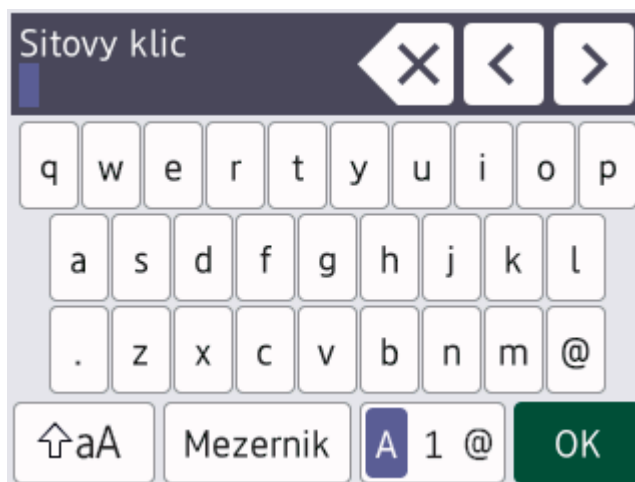 Sitovy klic
q w e r t y u i o p
a s d f g h j k l
. z x c v b n m @
aA Mezernik A 1 @ OK